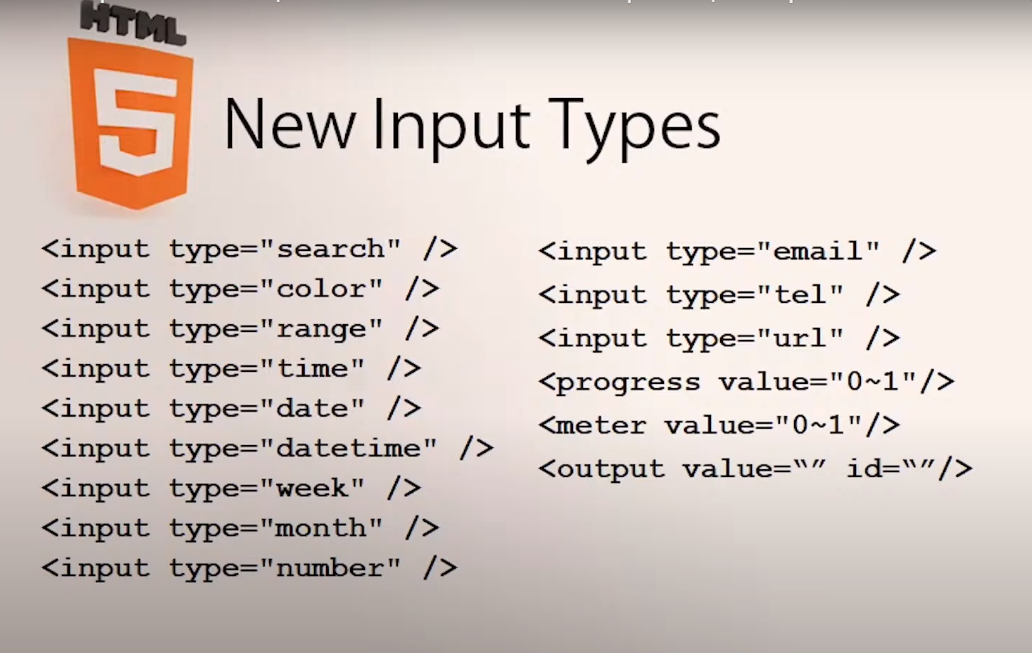 HTML
5
New Input Types
<input type="search" />
<input type="color" />
<input type="range" />
<input type="time" />
<input type="date" />
<input type="datetime" />
<input type="week" />
<input type="month" />
<input type="number" />
<input type="email" />
<input type="tel" />
<input type="url" />
<progress value="0~1"/>
<meter value="0~1"/>
<output value=“” id=“”/>